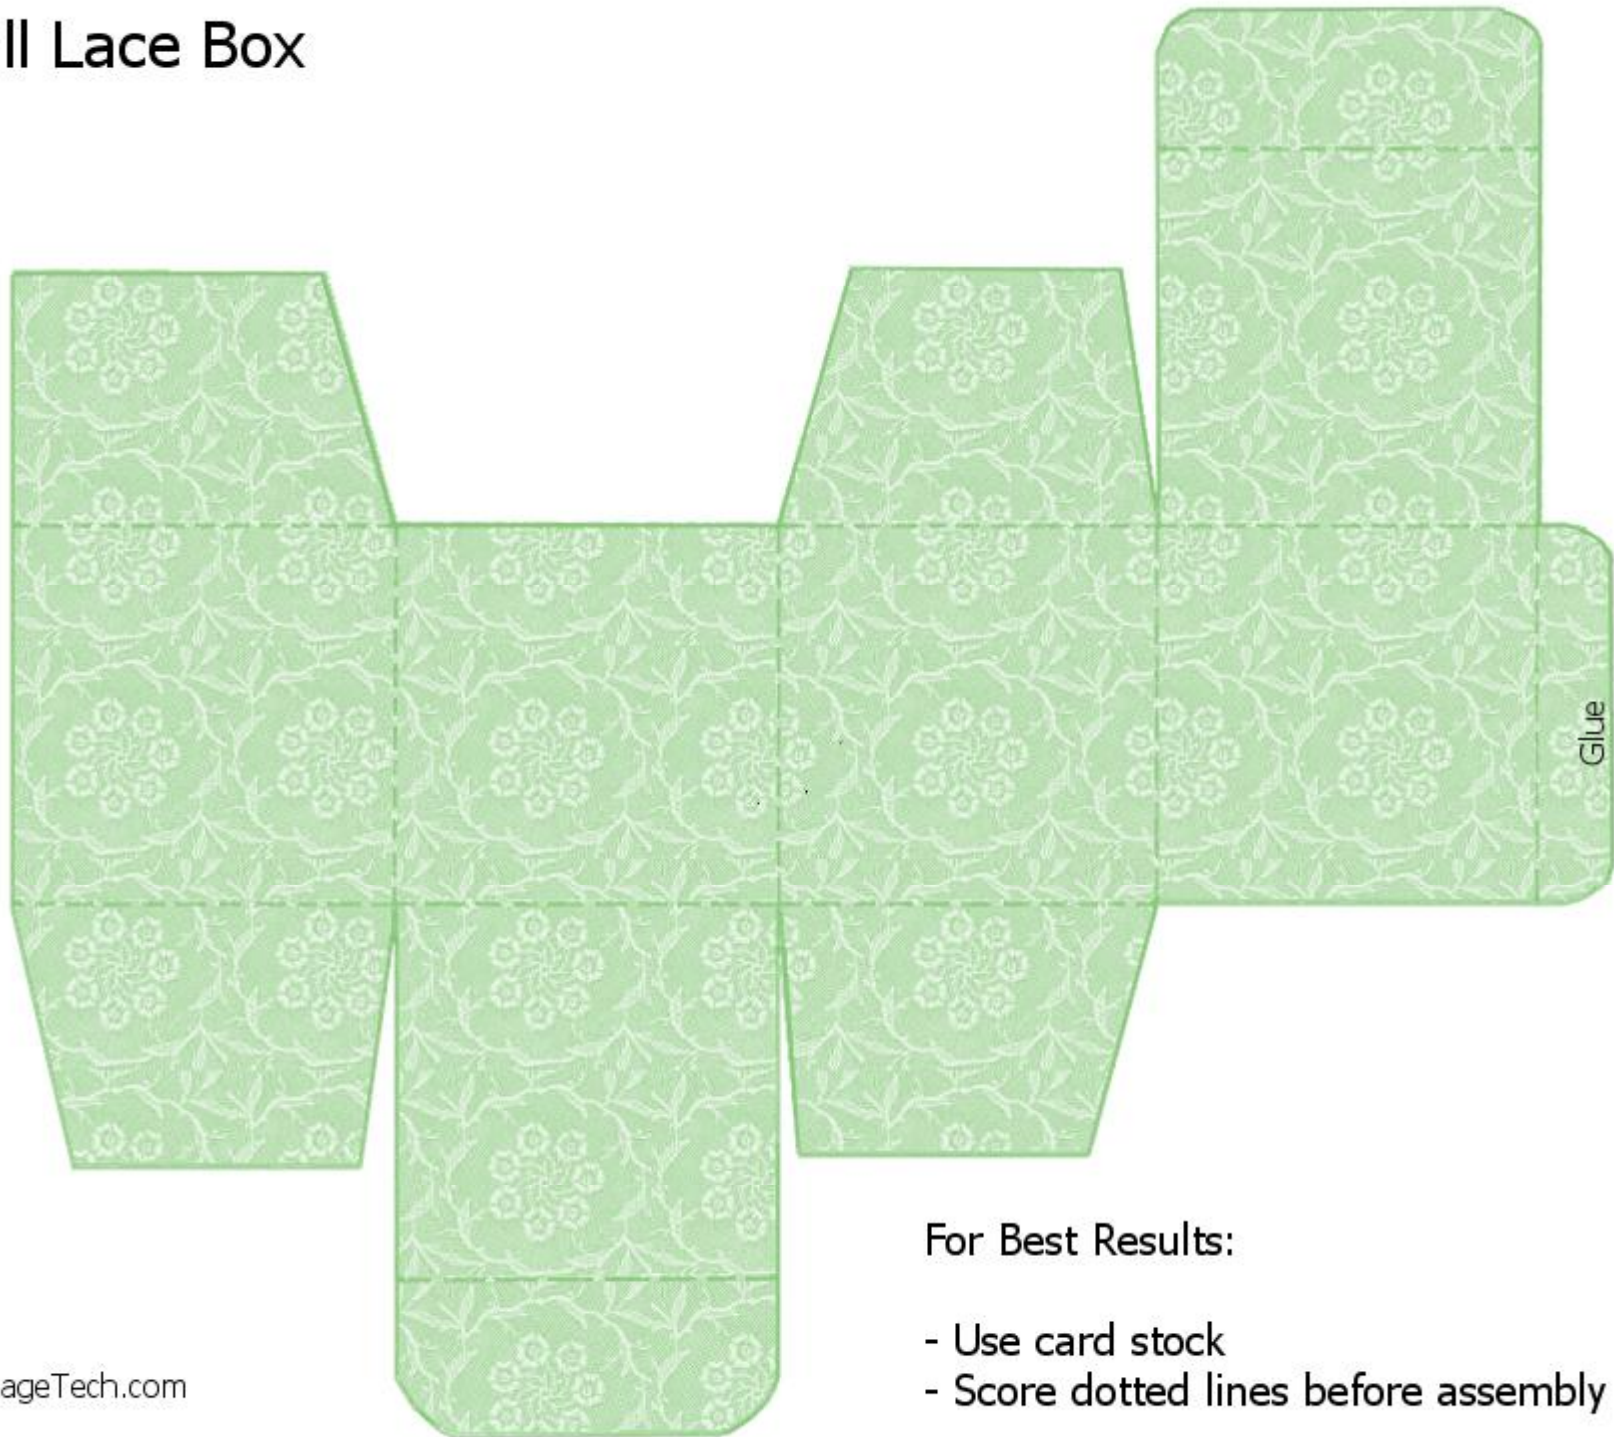 ll Lace Box
Glue
For Best Results:
- Use card stock
- Score dotted lines before assembly
ageTech.com